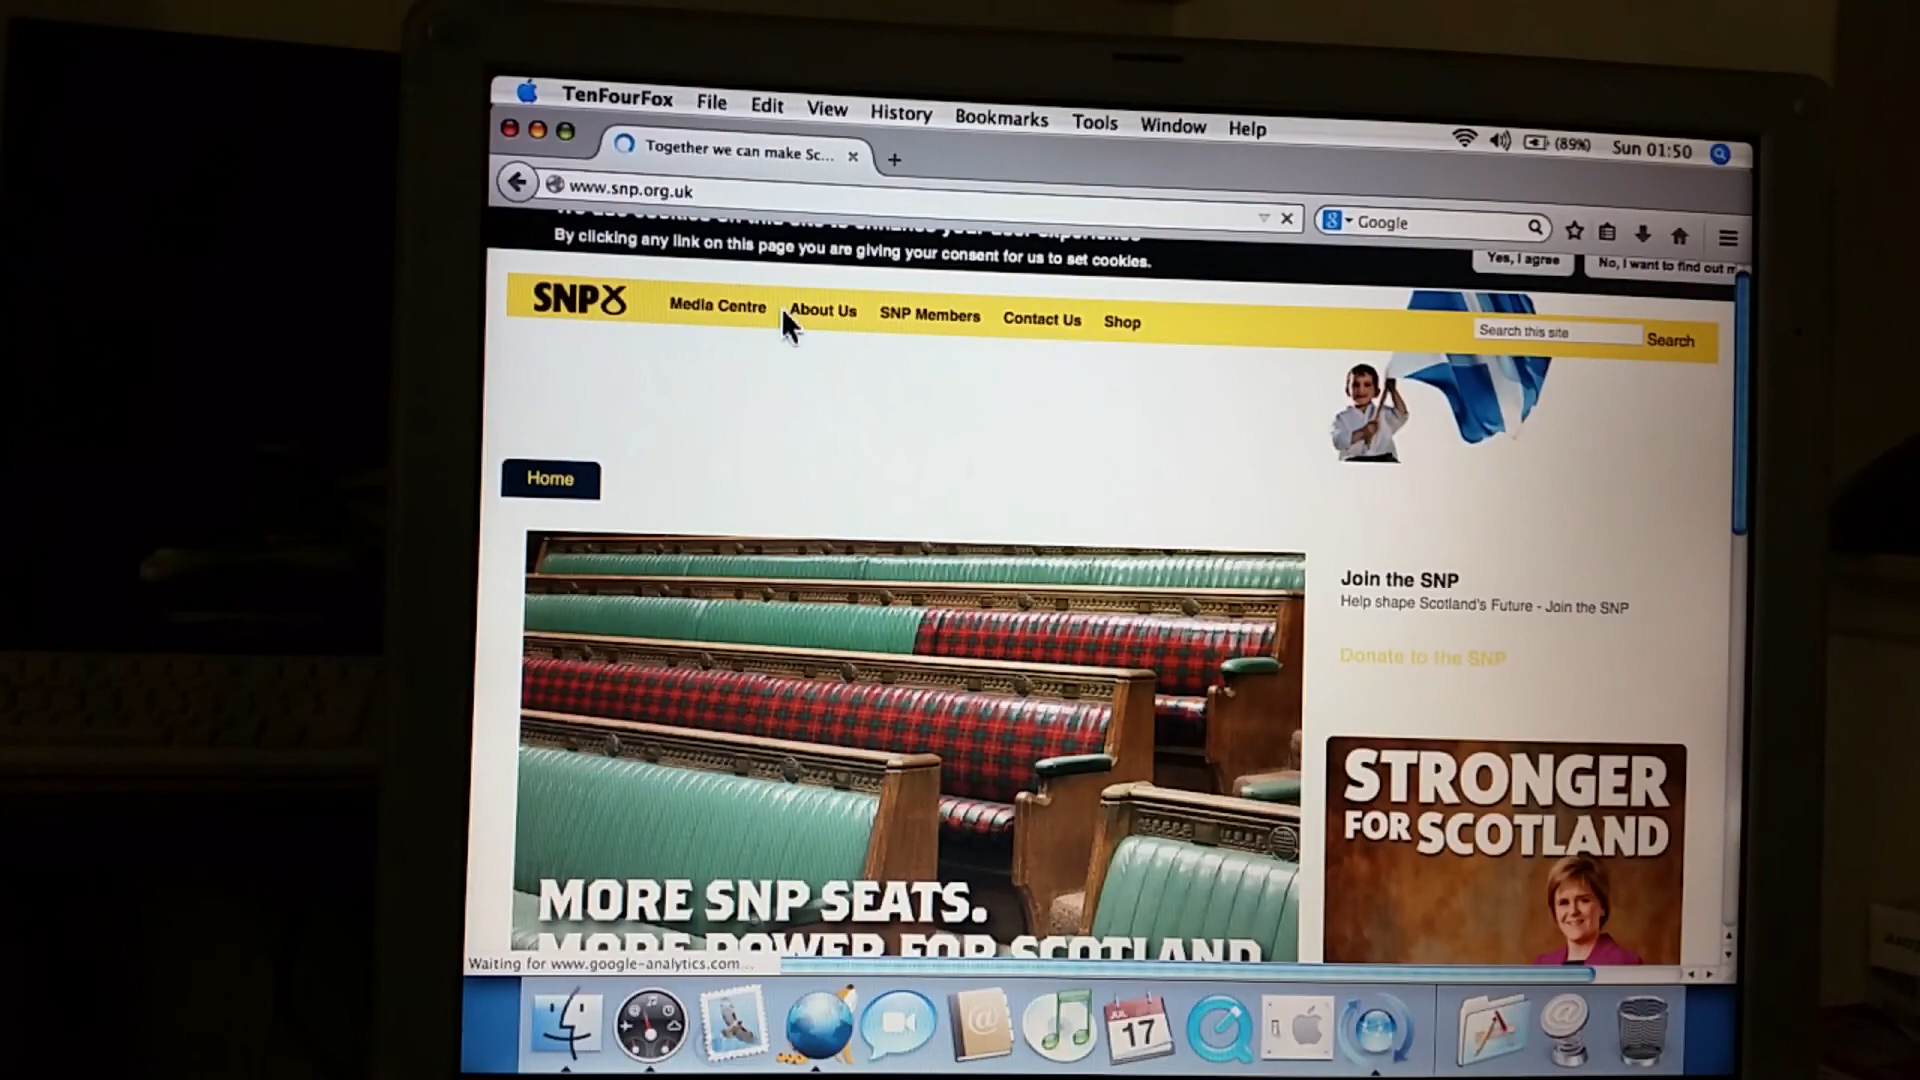 TenFourFox File Edit View History Bookmarks Tools Window Help (89%) Sun 01:50
Together we can make Sc...
www.snp.org.uk
Google
By clicking any link on this page you are giving your consent for us to set cookies.
Yes, I agree
No, I want to find out m
SNP
Media Centre About Us SNP Members Contact Us Shop
Search this site
Search
Home
Join the SNP
Help shape Scotland's Future - Join the SNP
Donate to the SNP
STRONGER
FOR SCOTLAND
MORE SNP SEATS.
MORE POWER FOR SCOTLAND
Waiting for www.google-analytics.com...
JUL
17